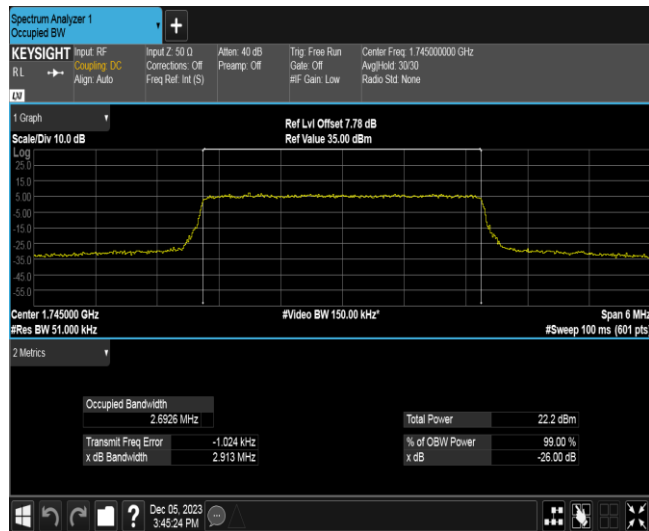 Spectrum Analyzer 1
Occupied BW
+
KEYSIGHT
RL
LXI
Input: RF
Coupling: DC
Align: Auto
Input Z: 50 Ω
Corrections: Off
Freq Ref: Int (S)
Atten: 40 dB
Preamp: Off
Trig: Free Run
Gate: Off
#IF Gain: Low
Center Freq: 1.745000000 GHz
Avg|Hold: 30/30
Radio Std: None
1 Graph
Scale/Div 10.0 dB
Ref Lvl Offset 7.78 dB
Ref Value 35.00 dBm
Log
25.0
15.0
5.00
-5.00
-15.0
-25.0
-35.0
-45.0
-55.0
Center 1.745000 GHz
#Video BW 150.00 kHz*
Span 6 MHz
#Res BW 51.000 kHz
#Sweep 100 ms (601 pts)
2 Metrics
Occupied Bandwidth
2.6926 MHz
Total Power 22.2 dBm
Transmit Freq Error -1.024 kHz
% of OBW Power 99.00 %
x dB Bandwidth 2.913 MHz
x dB -26.00 dB
?
Dec 05, 2023
3:45:24 PM